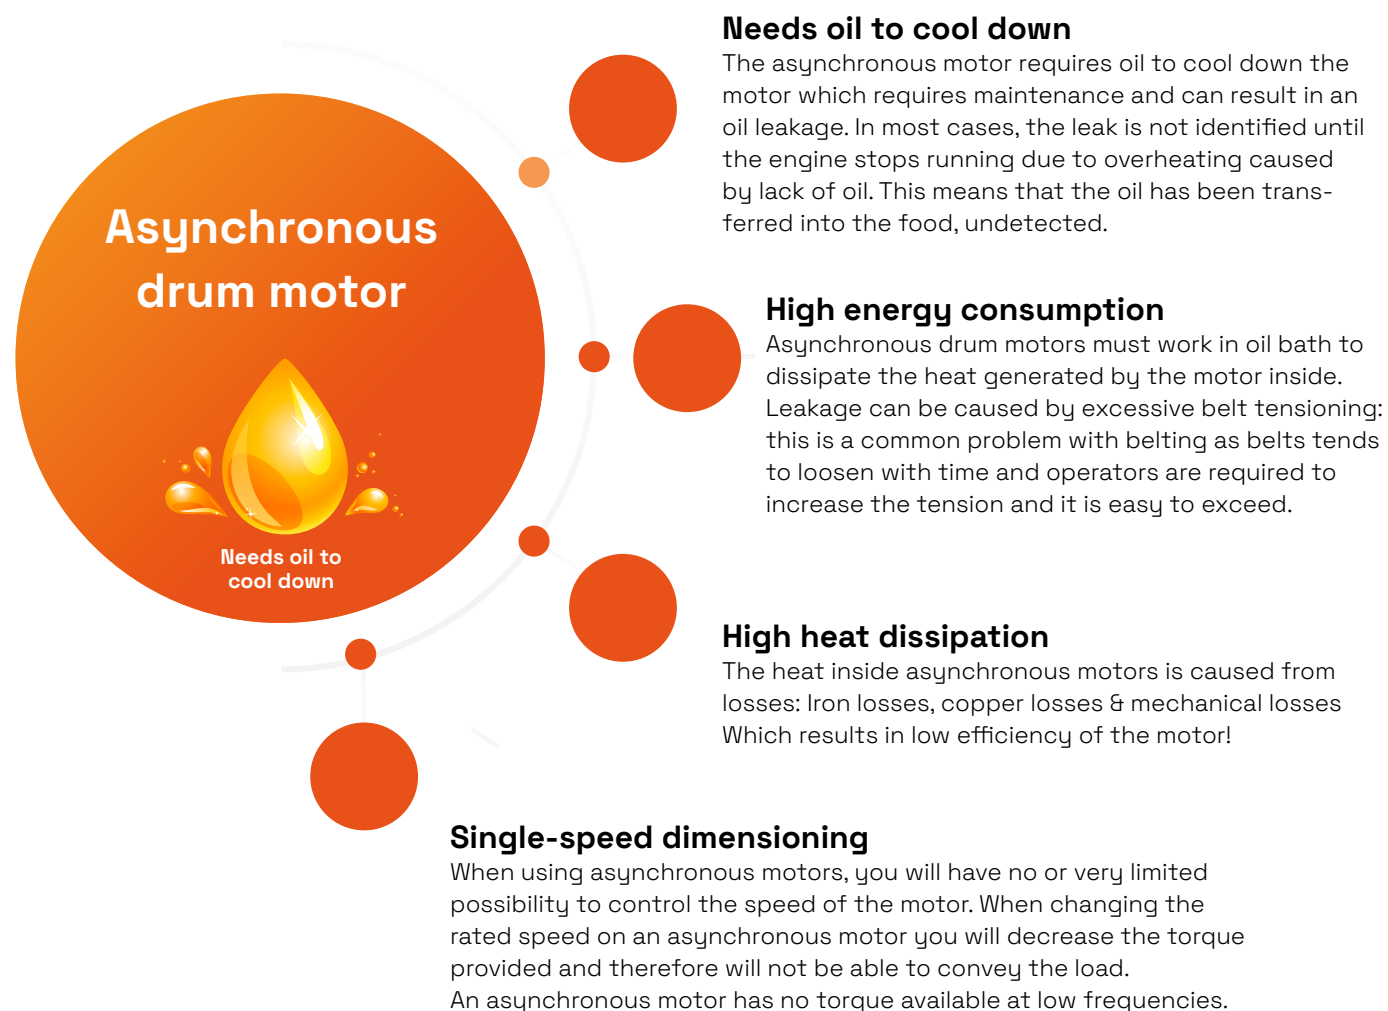 Asynchronous
drum motor
Needs oil to
cool down
Needs oil to cool down
The asynchronous motor requires oil to cool down the
motor which requires maintenance and can result in an
oil leakage. In most cases, the leak is not identified until
the engine stops running due to overheating caused
by lack of oil. This means that the oil has been trans-
ferred into the food, undetected.
High energy consumption
Asynchronous drum motors must work in oil bath to
dissipate the heat generated by the motor inside.
Leakage can be caused by excessive belt tensioning:
this is a common problem with belting as belts tends
to loosen with time and operators are required to
increase the tension and it is easy to exceed.
High heat dissipation
The heat inside asynchronous motors is caused from
losses: Iron losses, copper losses & mechanical losses
Which results in low efficiency of the motor!
Single-speed dimensioning
When using asynchronous motors, you will have no or very limited
possibility to control the speed of the motor. When changing the
rated speed on an asynchronous motor you will decrease the torque
provided and therefore will not be able to convey the load.
An asynchronous motor has no torque available at low frequencies.